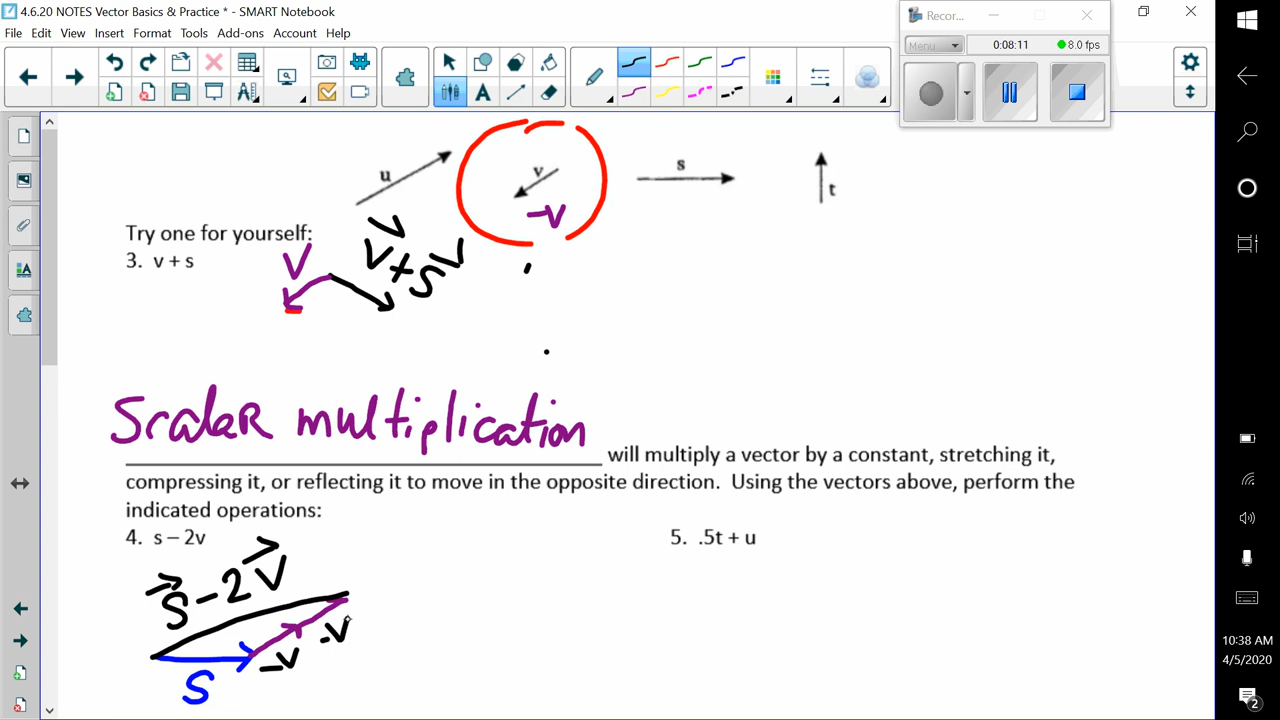 4.6.20 NOTES Vector Basics & Practice * - SMART Notebook
Recor...
File Edit View Insert Format Tools Add-ons Account Help
Menu
0:08:11
8.0 fps
A
u
v
s
t
-v
Try one for yourself:
3. v + s
V
V
V+S
V
Scalar multiplication
will multiply a vector by a constant, stretching it,
compressing it, or reflecting it to move in the opposite direction. Using the vectors above, perform the
indicated operations:
4. s – 2v
5. .5t + u
S-2V
-V
-V
S
10:38 AM
4/5/2020
2